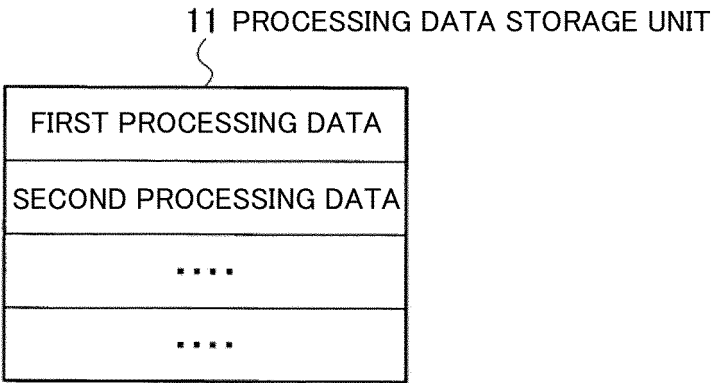 11 PROCESSING DATA STORAGE UNIT
FIRST PROCESSING DATA
SECOND PROCESSING DATA
....
....